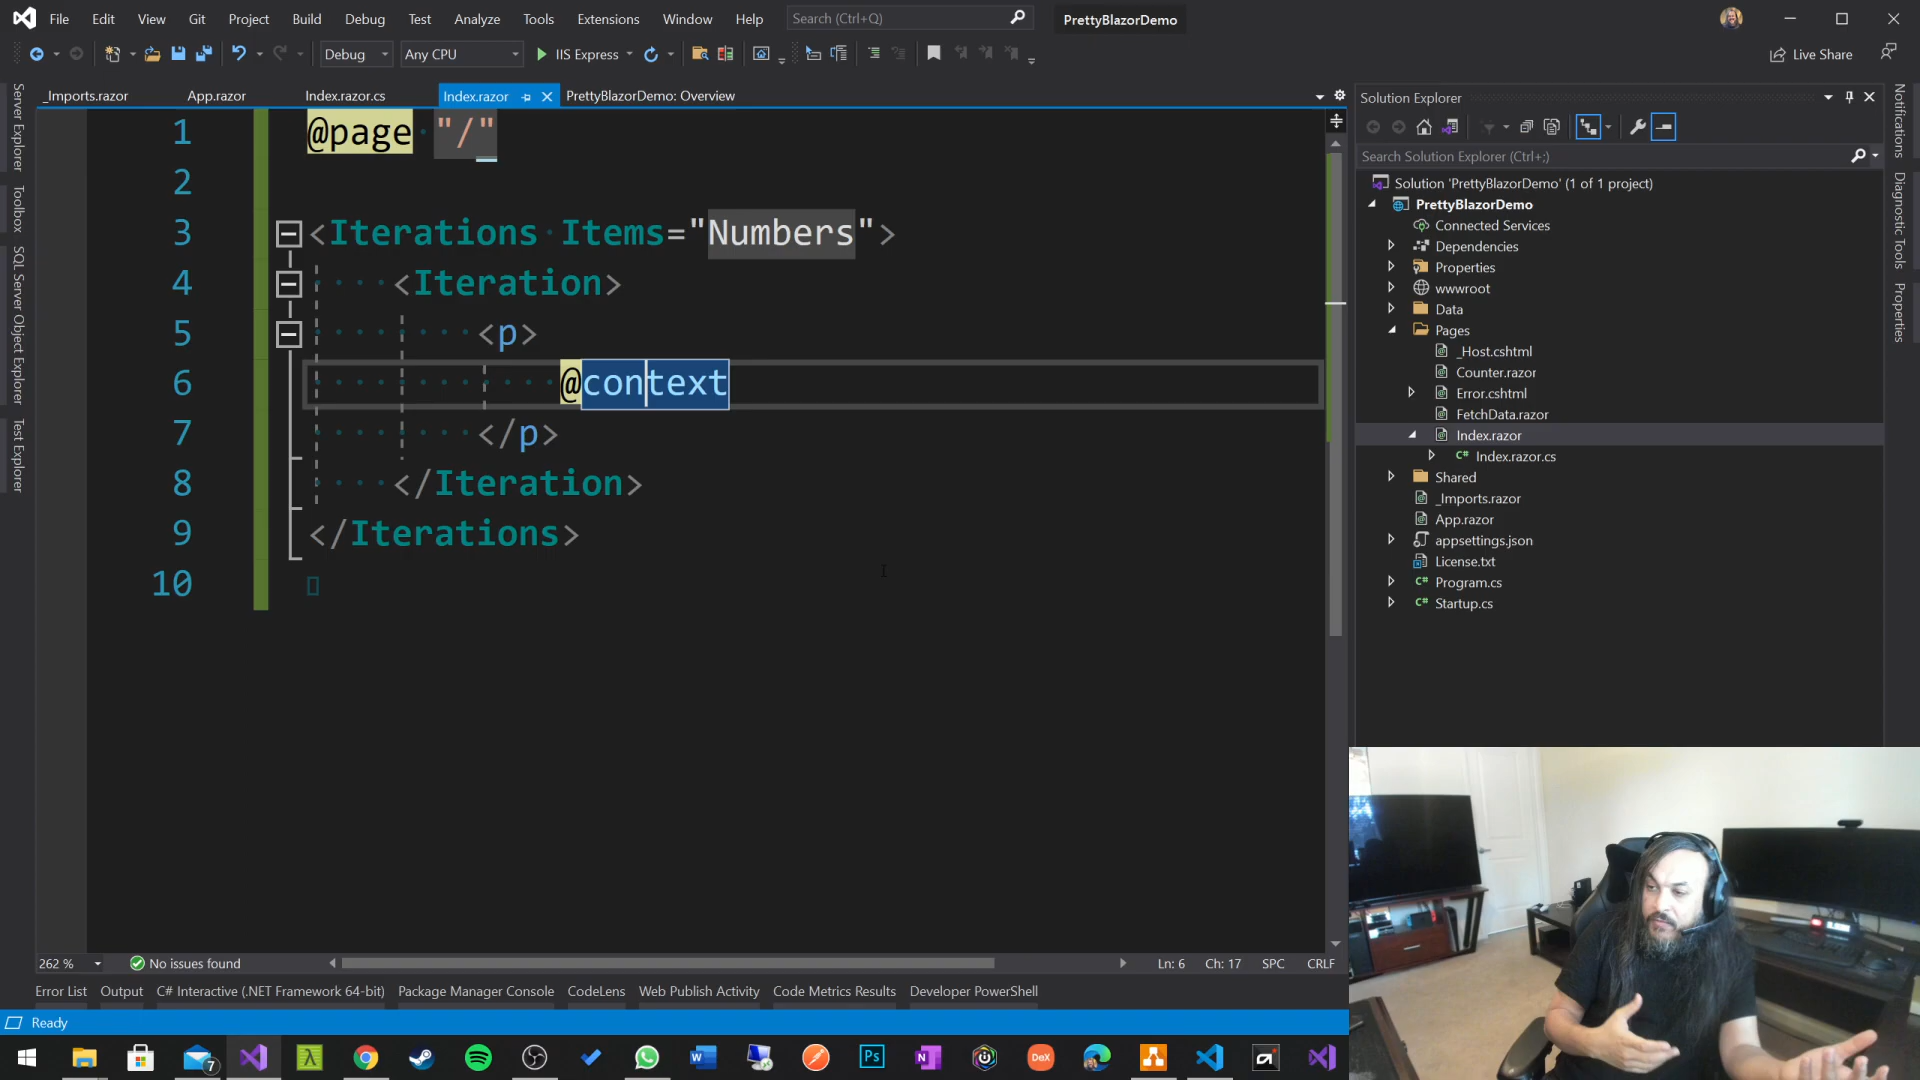 File Edit View Git Project Build Debug Test Analyze Tools Extensions Window Help Search (Ctrl+Q) PrettyBlazorDemo
Debug Any CPU IIS Express Live Share
_Imports.razor App.razor Index.razor.cs Index.razor PrettyBlazorDemo: Overview
Server Explorer
Toolbox
SQL Server Object Explorer
Test Explorer
1 @page "/"
2
3 <Iterations Items="Numbers">
4 <Iteration>
5 <p>
6 @context
7 </p>
8 </Iteration>
9 </Iterations>
10
262 % No issues found Ln: 6 Ch: 17 SPC CRLF
Error List Output C# Interactive (.NET Framework 64-bit) Package Manager Console CodeLens Web Publish Activity Code Metrics Results Developer PowerShell
Ready
Solution Explorer
Search Solution Explorer (Ctrl+;)
Solution 'PrettyBlazorDemo' (1 of 1 project)
PrettyBlazorDemo
Connected Services
Dependencies
Properties
wwwroot
Data
Pages
_Host.cshtml
Counter.razor
Error.cshtml
FetchData.razor
Index.razor
C# Index.razor.cs
Shared
_Imports.razor
App.razor
appsettings.json
License.txt
C# Program.cs
C# Startup.cs
Notifications
Diagnostic Tools
Properties
7
W
Ps
N
DeX